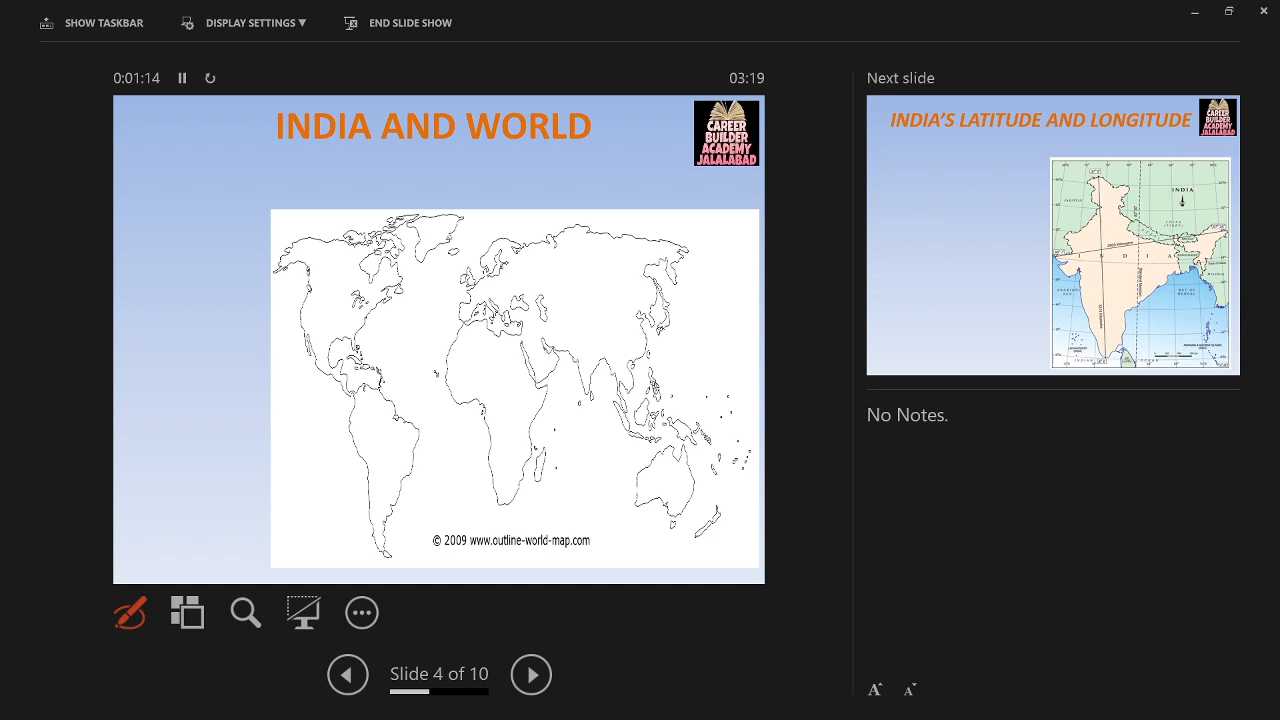 SHOW TASKBAR
DISPLAY SETTINGS ▼
END SLIDE SHOW
0:01:14
03:19
INDIA AND WORLD
CAREER
BUILDER
ACADEMY
JALALABAD
© 2009 www.outline-world-map.com
Slide 4 of 10
Next slide
INDIA'S LATITUDE AND LONGITUDE
CAREER
BUILDER
ACADEMY
JALALABAD
INDIA
I N D I A
No Notes.
A A